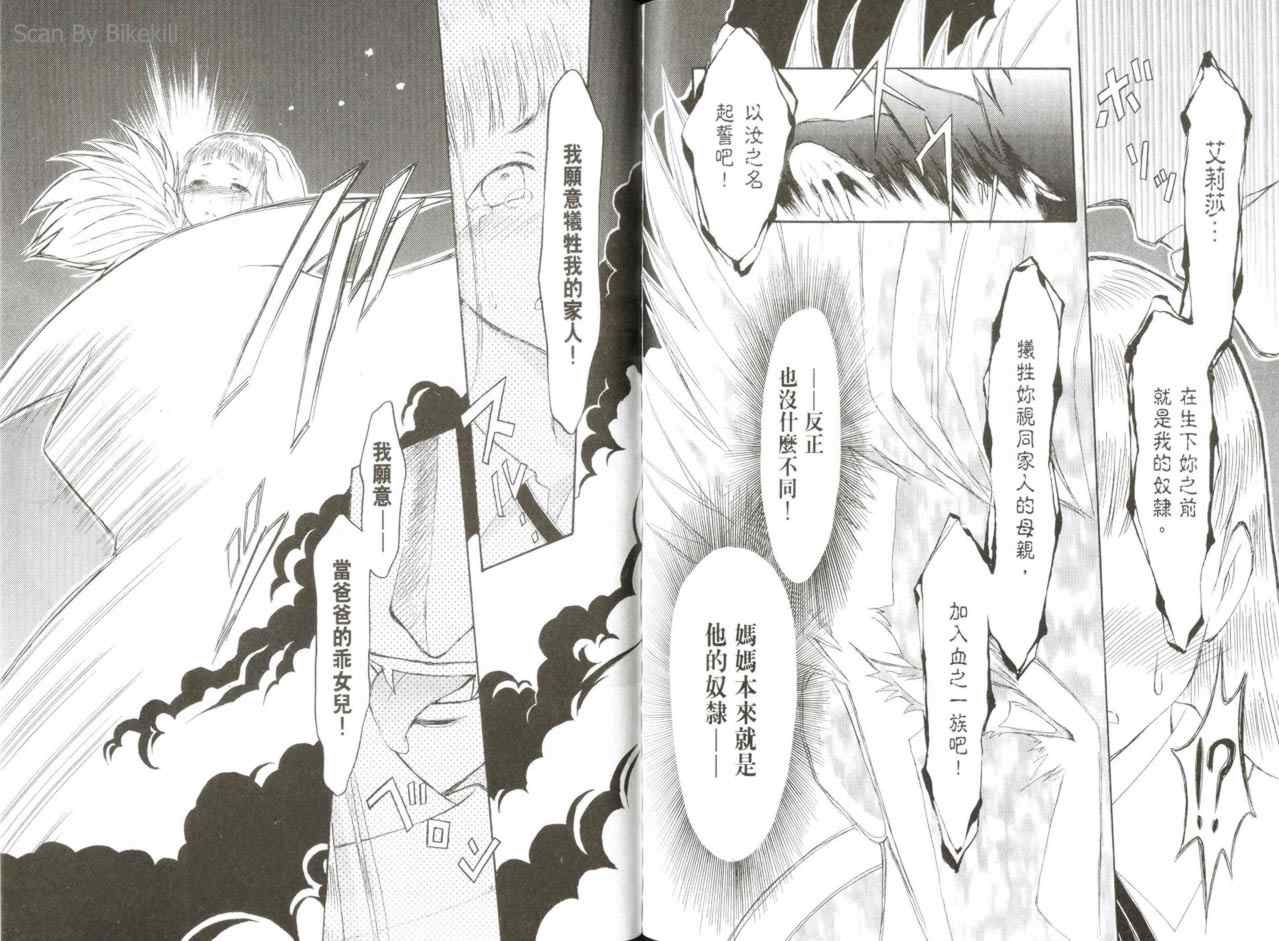 Scan By Bikekill
艾莉莎…
在生下妳之前
就是我的奴隸。
!?
犧牲妳視同家人的母親，
加入血之一族吧！
以汝之名
起誓吧！
——反正
也沒什麼不同！
媽媽本來就是
他的奴隸——
我願意犧牲我的家人！
我願意——
當爸爸的乖女兒！
グロン